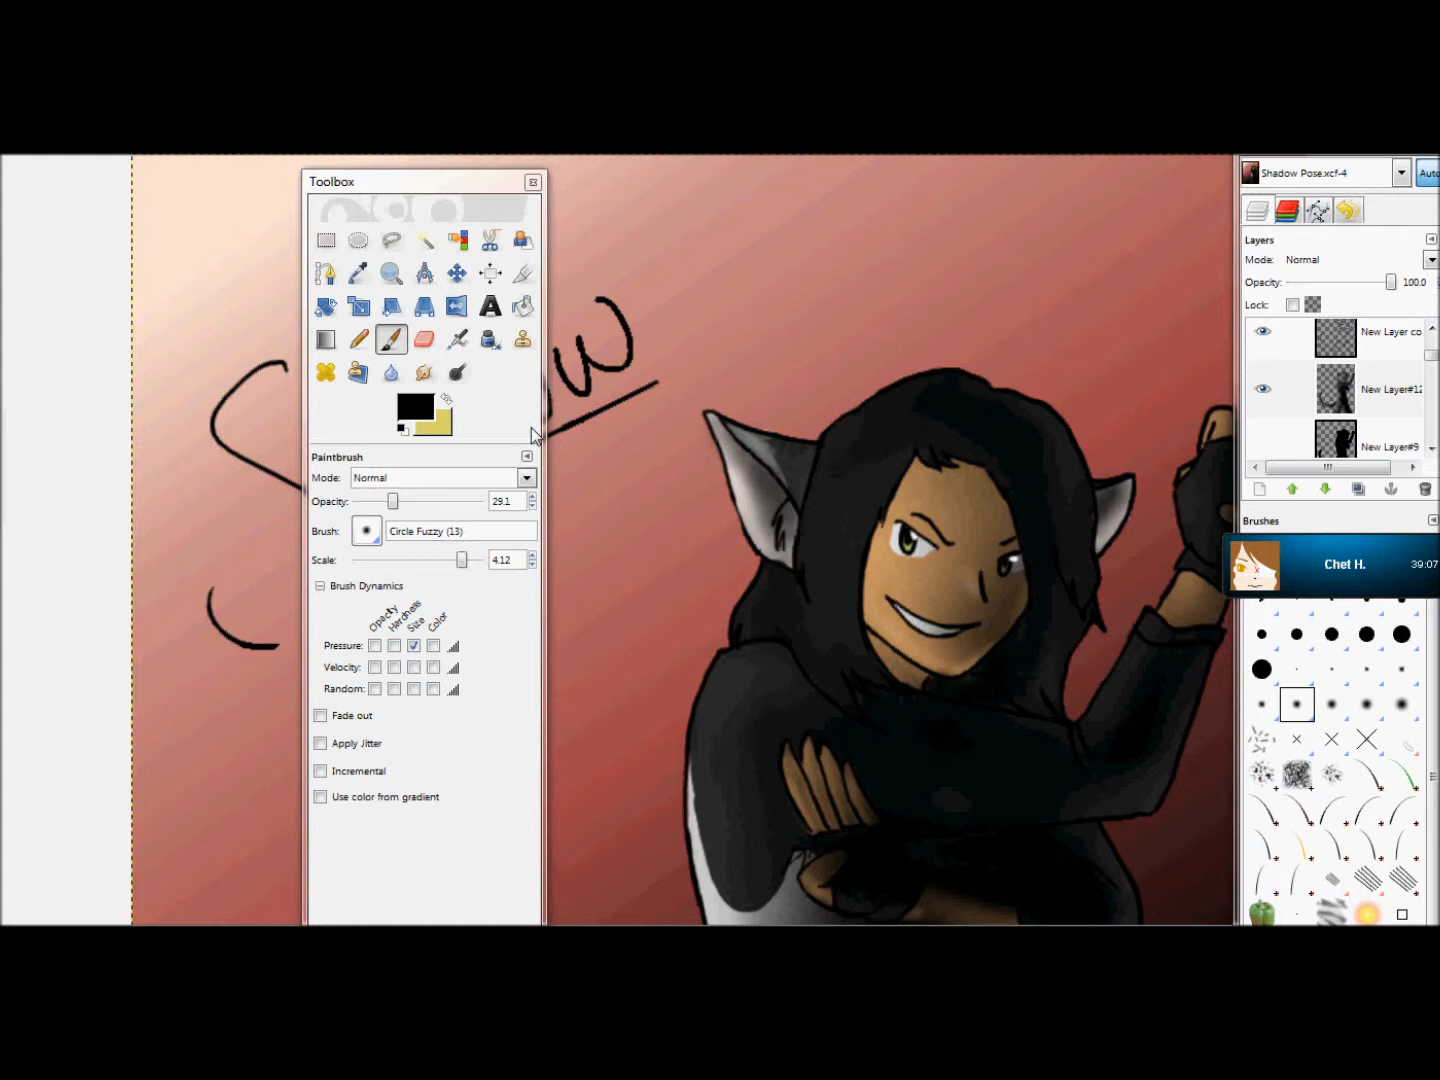 Toolbox
Shadow Pose.xcf-4
Auto
Layers
Mode: Normal
Opacity: 100.0
Lock:
New Layer co
New Layer#12
New Layer#9
w
Paintbrush
Mode: Normal
Opacity: 29.1
Brush: Circle Fuzzy (13)
Scale: 4.12
Brush Dynamics
Opacity Hardness Size Color
Pressure:
Velocity:
Random:
Fade out
Apply Jitter
Incremental
Use color from gradient
Brushes
Chet H. 39:07